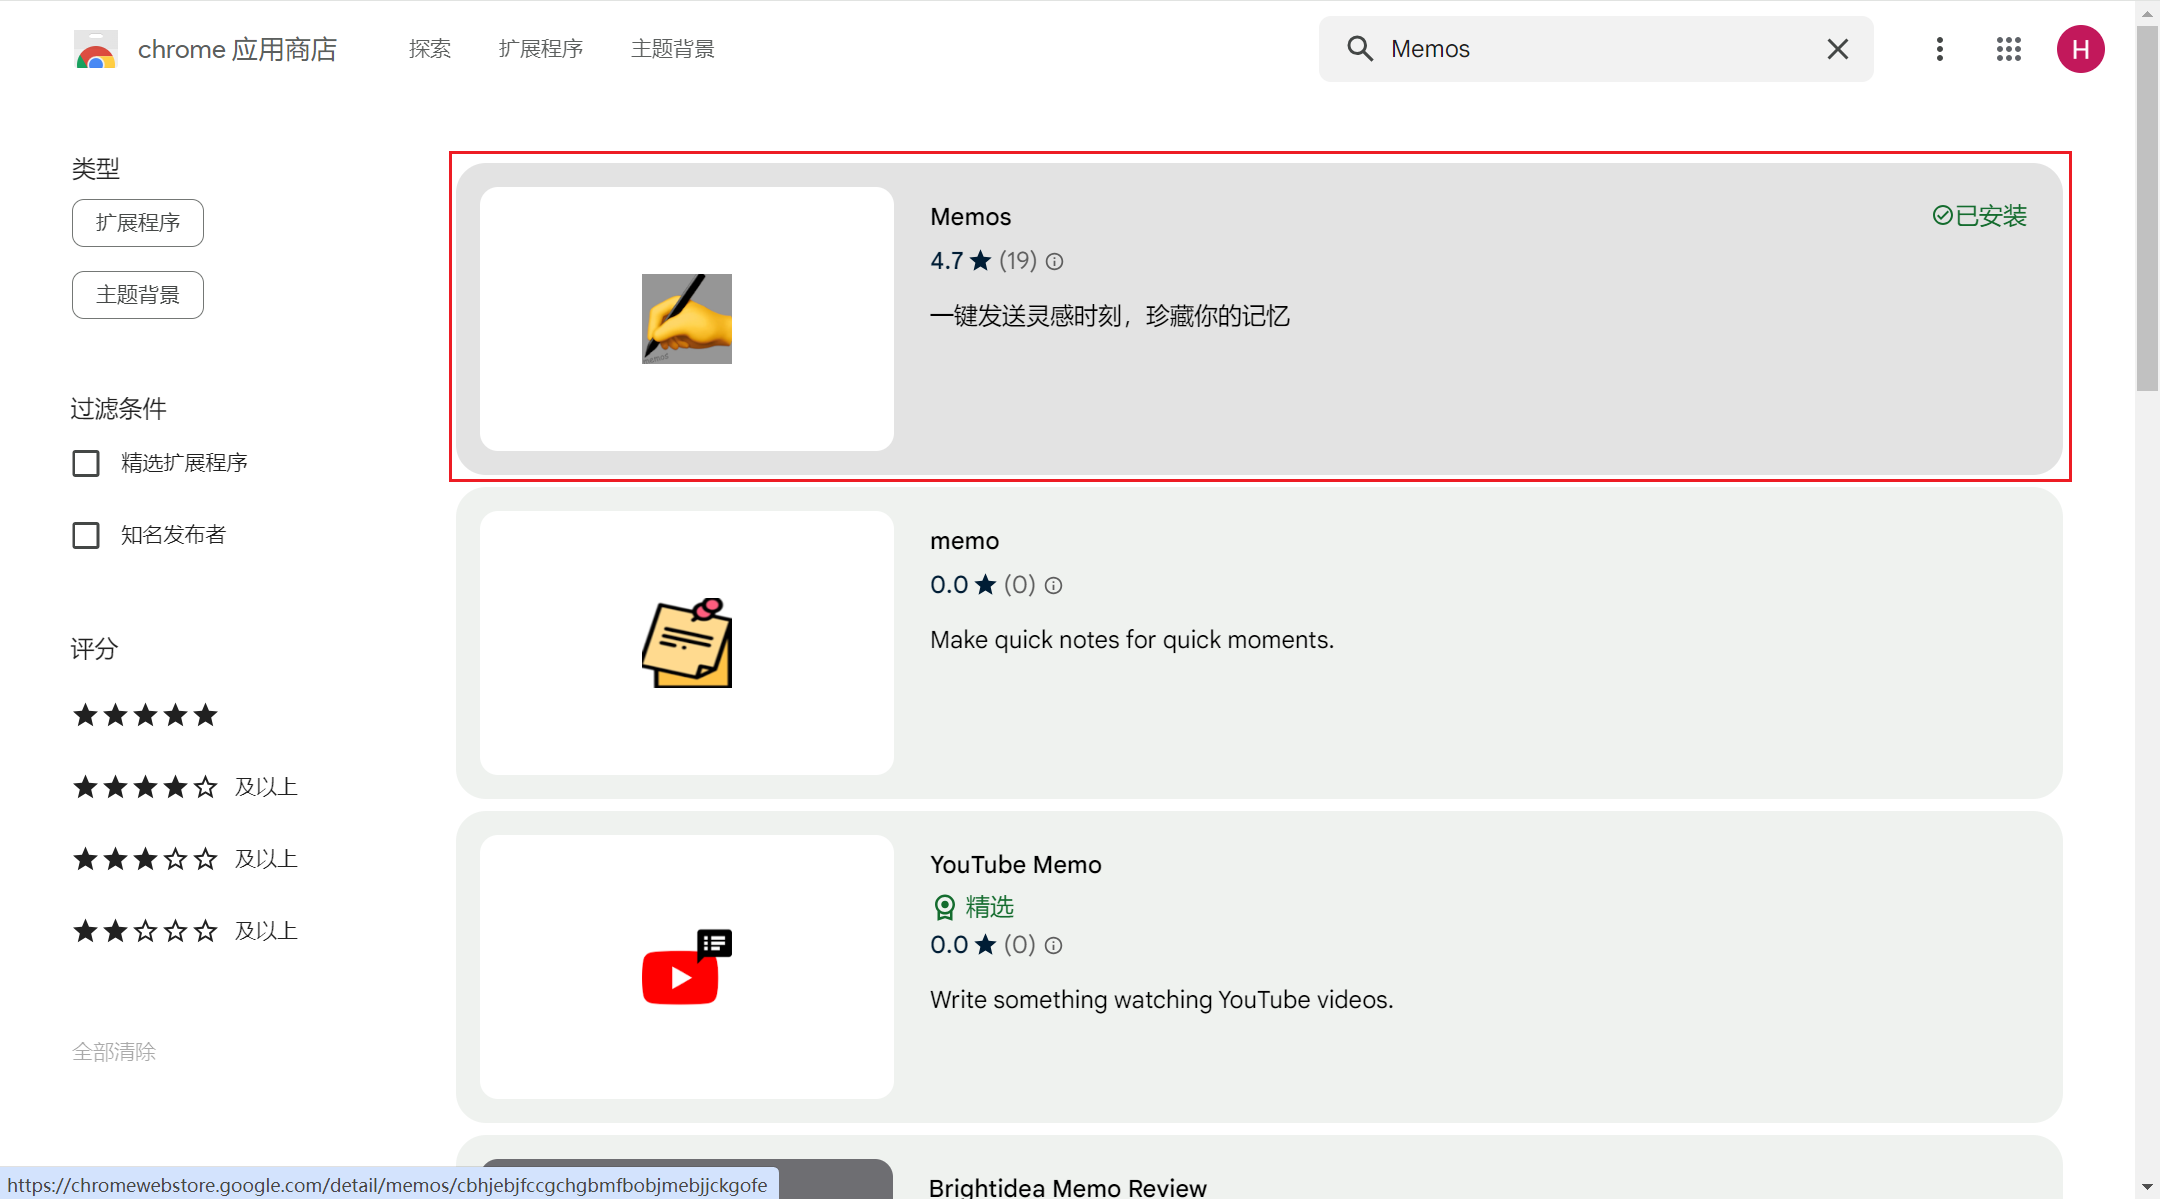 chrome 应用商店
探索
扩展程序
主题背景
Memos
H
类型
扩展程序
主题背景
过滤条件
精选扩展程序
知名发布者
评分
及以上
及以上
及以上
全部清除
Memos
已安装
4.7 ★ (19)
一键发送灵感时刻，珍藏你的记忆
memos
memo
0.0 ★ (0)
Make quick notes for quick moments.
YouTube Memo
精选
0.0 ★ (0)
Write something watching YouTube videos.
Brightidea Memo Review
https://chromewebstore.google.com/detail/memos/cbhjebjfccgchgbmfbobjmebjjckgofe